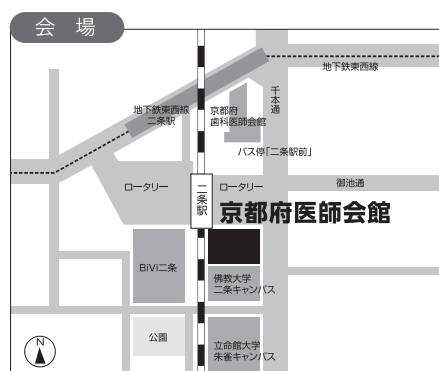 会場
地下鉄東西線
千本通
地下鉄東西線
二条駅
京都府
歯科医師会館
バス停「二条駅前」
ロータリー
二条駅
ロータリー
御池通
京都府医師会館
BiVi二条
佛教大学
二条キャンパス
公園
立命館大学
朱雀キャンパス
N